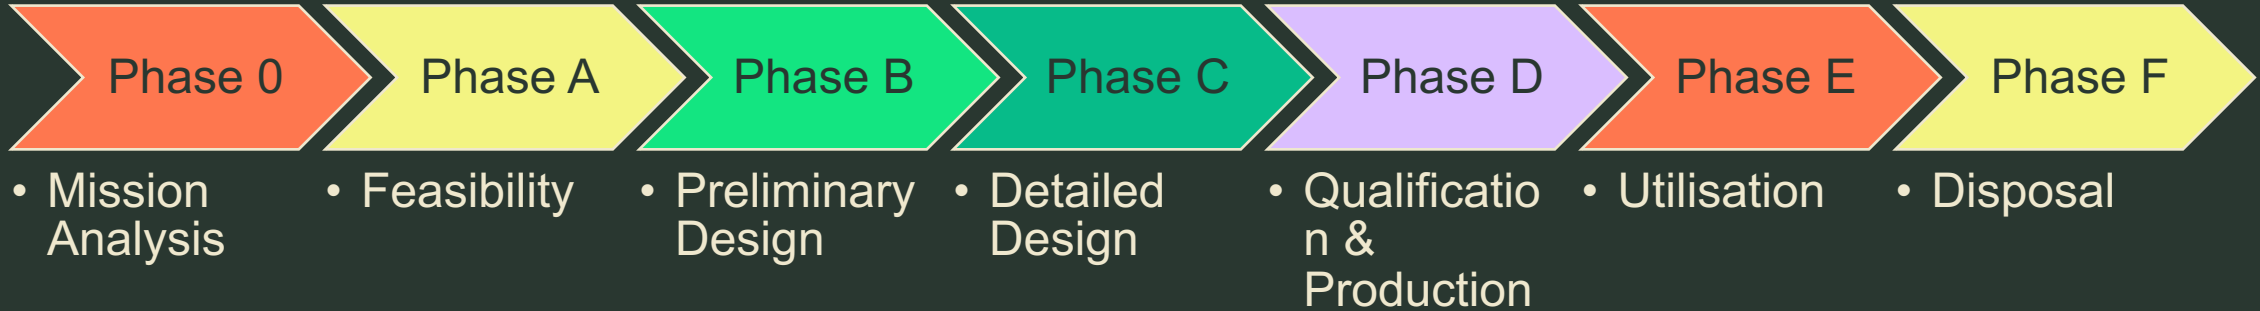 Phase 0
Phase A
Phase B
Phase C
Phase D
Phase E
Phase F
• Mission
Analysis
• Feasibility
• Preliminary
Design
• Detailed
Design
• Qualificatio
n &
Production
• Utilisation
• Disposal